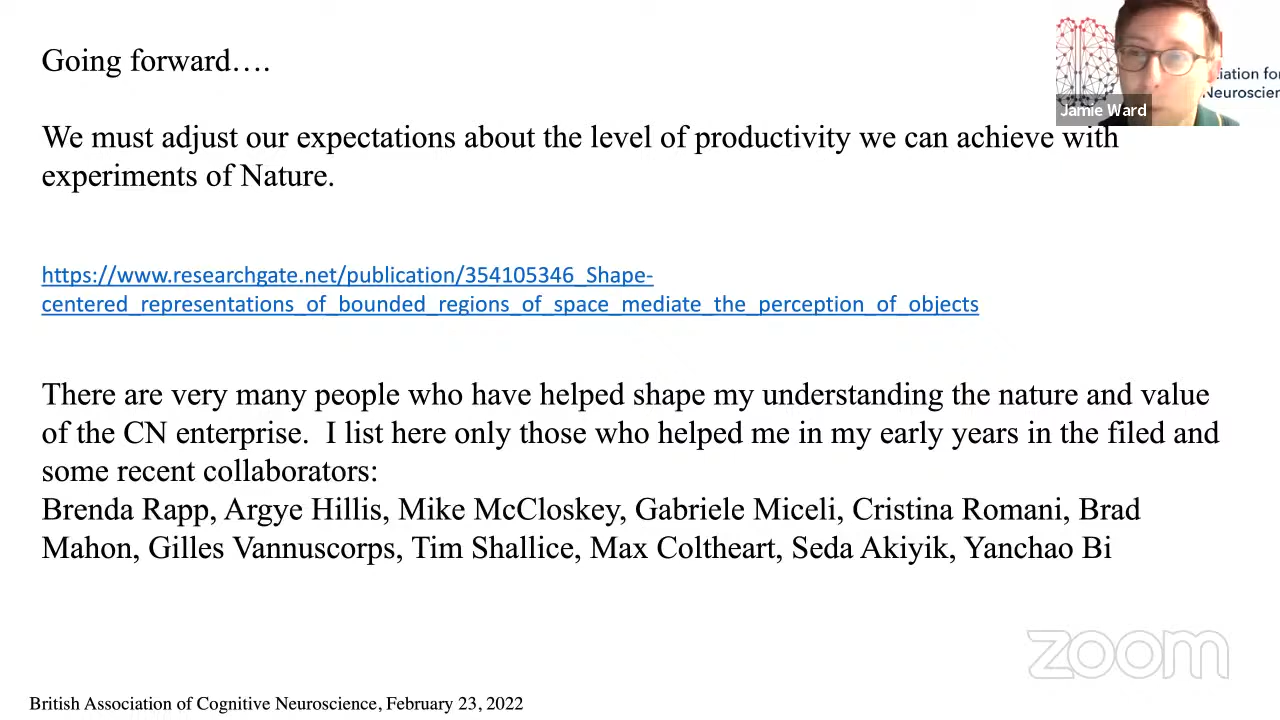 Going forward….
We must adjust our expectations about the level of productivity we can achieve with
experiments of Nature.
https://www.researchgate.net/publication/354105346_Shape-
centered_representations_of_bounded_regions_of_space_mediate_the_perception_of_objects
There are very many people who have helped shape my understanding the nature and value
of the CN enterprise.  I list here only those who helped me in my early years in the filed and
some recent collaborators:
Brenda Rapp, Argye Hillis, Mike McCloskey, Gabriele Miceli, Cristina Romani, Brad
Mahon, Gilles Vannuscorps, Tim Shallice, Max Coltheart, Seda Akiyik, Yanchao Bi
British Association of Cognitive Neuroscience, February 23, 2022
Jamie Ward
iation for
Neuroscien
zoom